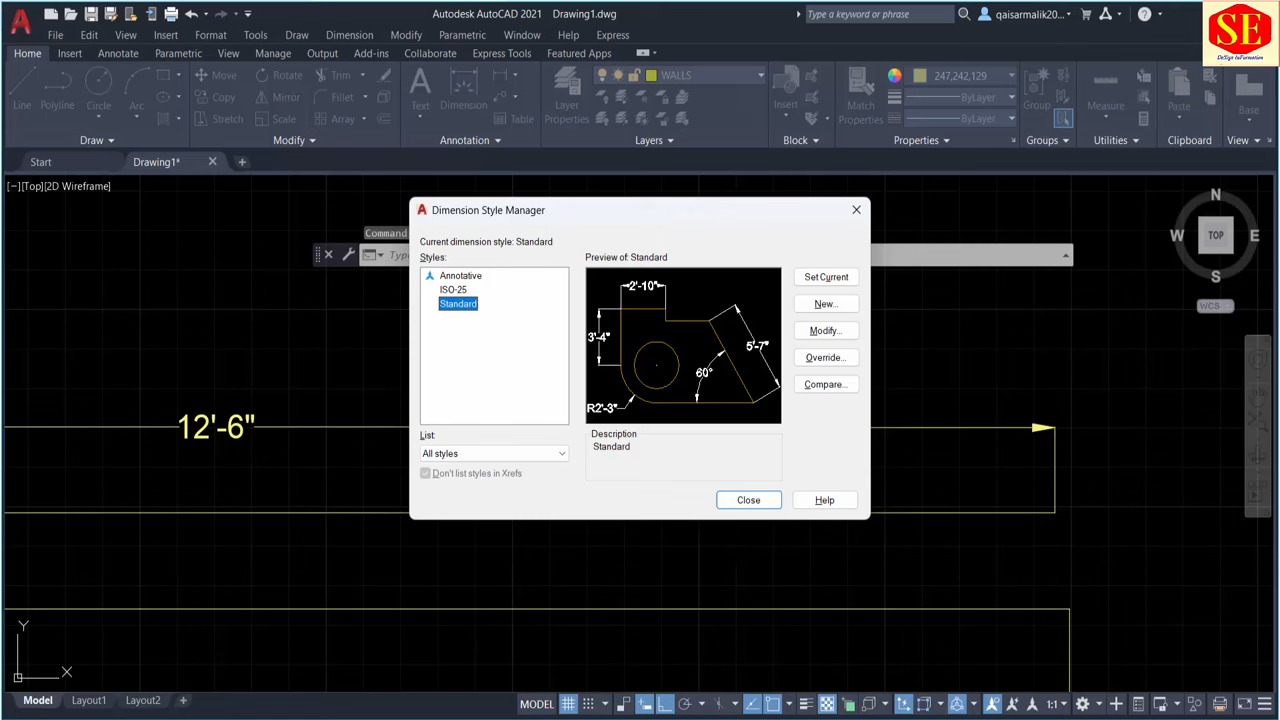 Autodesk AutoCAD 2021 Drawing1.dwg
Type a keyword or phrase
qaisarmalik20...
SE
DeSign InFormation
File Edit View Insert Format Tools Draw Dimension Modify Parametric Window Help Express
Home Insert Annotate Parametric View Manage Output Add-ins Collaborate Express Tools Featured Apps
Line Polyline Circle Arc
Move Rotate Trim
Copy Mirror Fillet
Stretch Scale Array
Text Dimension Table
Layer Properties
WALLS
Insert
Match Properties
247,242,129
ByLayer
ByLayer
Group Measure Paste Base
Draw Modify Annotation Layers Block Properties Groups Utilities Clipboard View
Start Drawing1*
[−][Top][2D Wireframe]
N
W TOP E
S
WCS
Command
Type
Dimension Style Manager
Current dimension style: Standard
Styles:
Annotative
ISO-25
Standard
Preview of: Standard
2'-10"
3'-4"
5'-7"
60°
R2'-3"
Set Current
New...
Modify...
Override...
Compare...
List:
All styles
Don't list styles in Xrefs
Description
Standard
Close Help
12'-6"
Y
X
Model Layout1 Layout2
MODEL 1:1